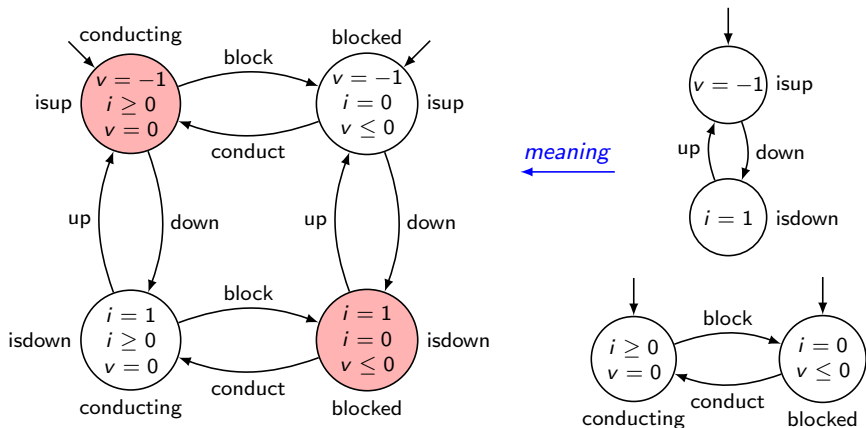 conducting
block
blocked
isup
v = −1
i ≥ 0
v = 0
v = −1
i = 0
v ≤ 0
isup
conduct
up
down
up
down
isdown
i = 1
i ≥ 0
v = 0
block
i = 1
i = 0
v ≤ 0
isdown
conduct
conducting
blocked
meaning
v = −1
isup
up
down
i = 1
isdown
i ≥ 0
v = 0
block
i = 0
v ≤ 0
conduct
conducting
blocked